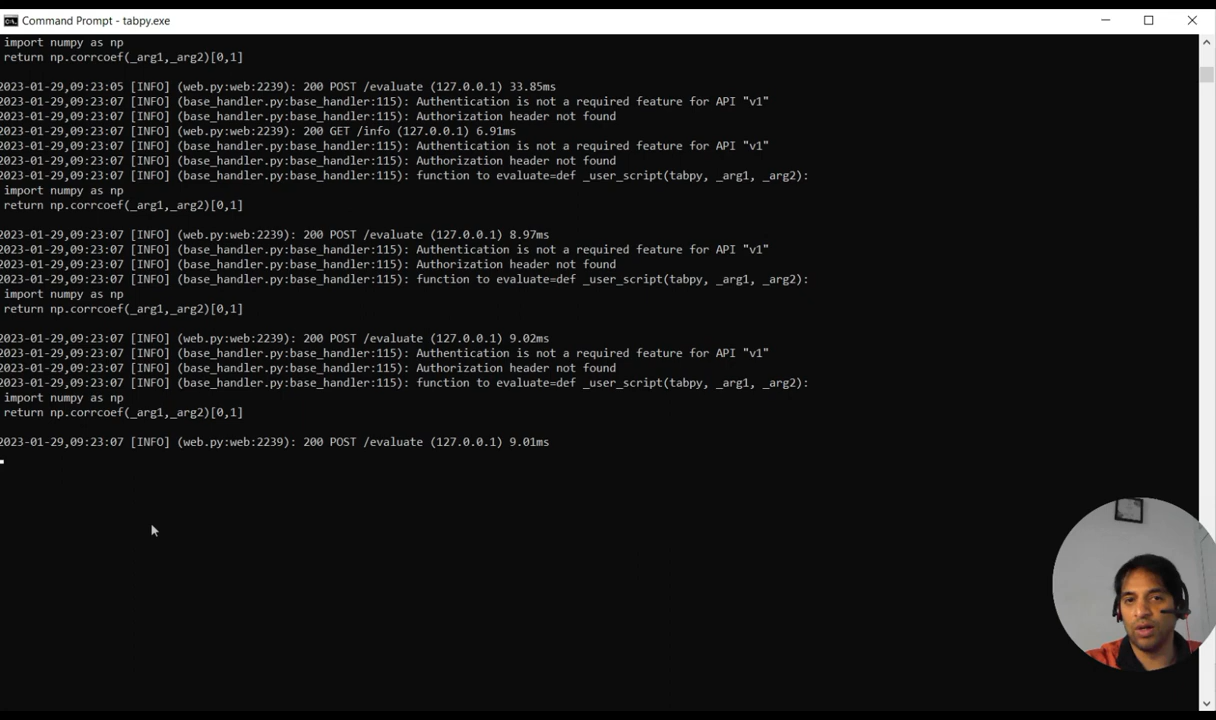 Command Prompt - tabpy.exe
import numpy as np
return np.corrcoef(_arg1,_arg2)[0,1]
2023-01-29,09:23:05 [INFO] (web.py:web:2239): 200 POST /evaluate (127.0.0.1) 33.85ms
2023-01-29,09:23:07 [INFO] (base_handler.py:base_handler:115): Authentication is not a required feature for API "v1"
2023-01-29,09:23:07 [INFO] (base_handler.py:base_handler:115): Authorization header not found
2023-01-29,09:23:07 [INFO] (web.py:web:2239): 200 GET /info (127.0.0.1) 6.91ms
2023-01-29,09:23:07 [INFO] (base_handler.py:base_handler:115): Authentication is not a required feature for API "v1"
2023-01-29,09:23:07 [INFO] (base_handler.py:base_handler:115): Authorization header not found
2023-01-29,09:23:07 [INFO] (base_handler.py:base_handler:115): function to evaluate=def _user_script(tabpy, _arg1, _arg2):
import numpy as np
return np.corrcoef(_arg1,_arg2)[0,1]
2023-01-29,09:23:07 [INFO] (web.py:web:2239): 200 POST /evaluate (127.0.0.1) 8.97ms
2023-01-29,09:23:07 [INFO] (base_handler.py:base_handler:115): Authentication is not a required feature for API "v1"
2023-01-29,09:23:07 [INFO] (base_handler.py:base_handler:115): Authorization header not found
2023-01-29,09:23:07 [INFO] (base_handler.py:base_handler:115): function to evaluate=def _user_script(tabpy, _arg1, _arg2):
import numpy as np
return np.corrcoef(_arg1,_arg2)[0,1]
2023-01-29,09:23:07 [INFO] (web.py:web:2239): 200 POST /evaluate (127.0.0.1) 9.02ms
2023-01-29,09:23:07 [INFO] (base_handler.py:base_handler:115): Authentication is not a required feature for API "v1"
2023-01-29,09:23:07 [INFO] (base_handler.py:base_handler:115): Authorization header not found
2023-01-29,09:23:07 [INFO] (base_handler.py:base_handler:115): function to evaluate=def _user_script(tabpy, _arg1, _arg2):
import numpy as np
return np.corrcoef(_arg1,_arg2)[0,1]
2023-01-29,09:23:07 [INFO] (web.py:web:2239): 200 POST /evaluate (127.0.0.1) 9.01ms